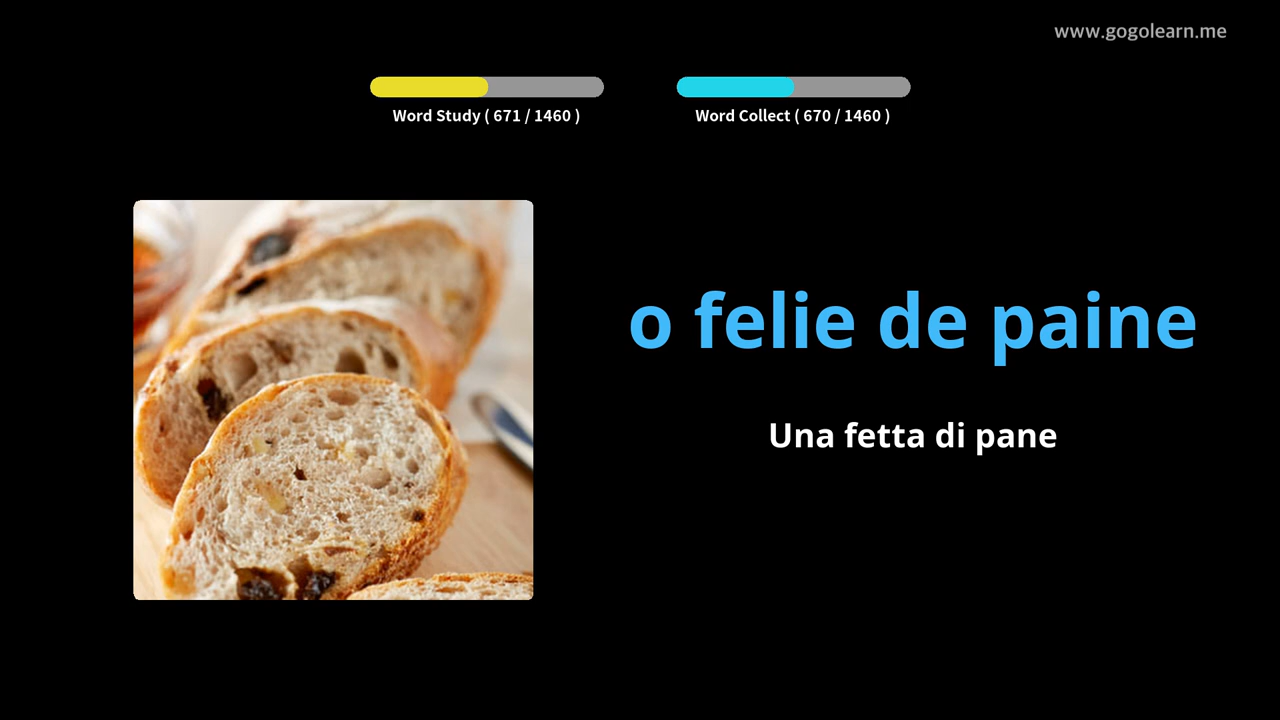 www.gogolearn.me
Word Study ( 671 / 1460 )
Word Collect ( 670 / 1460 )
o felie de paine
Una fetta di pane